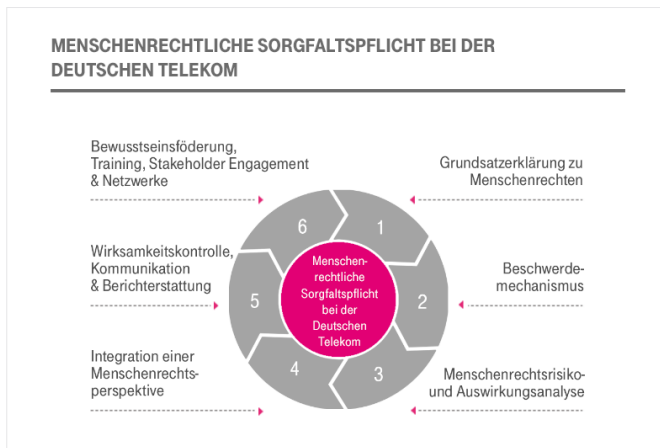 MENSCHENRECHTLICHE SORGFALTSPFLICHT BEI DER
DEUTSCHEN TELEKOM
Bewusstseinsföderung,
Training, Stakeholder Engagement
& Netzwerke
Grundsatzerklärung zu
Menschenrechten
6
1
Wirksamkeitskontrolle,
Kommunikation
& Berichterstattung
Menschen-
rechtliche
Sorgfaltspflicht
bei der
Deutschen
Telekom
Beschwerde-
mechanismus
5
2
Integration einer
Menschenrechts-
perspektive
4
3
Menschenrechtsrisiko-
und Auswirkungsanalyse